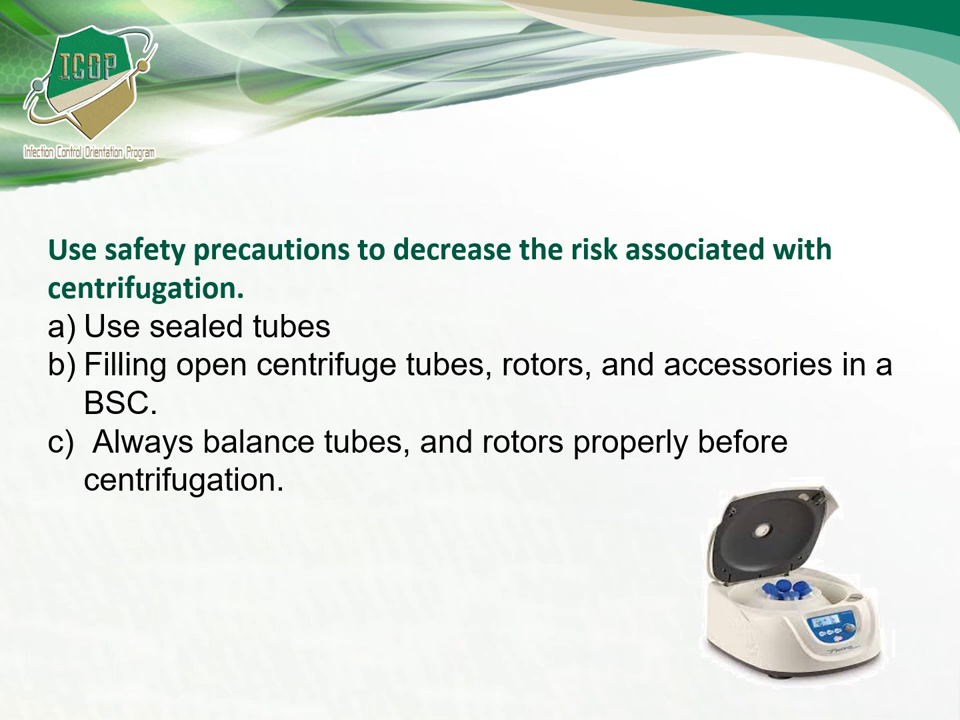 ICOP
Infection Control Orientation Program
Use safety precautions to decrease the risk associated with
centrifugation.
a) Use sealed tubes
b) Filling open centrifuge tubes, rotors, and accessories in a
BSC.
c) Always balance tubes, and rotors properly before
centrifugation.